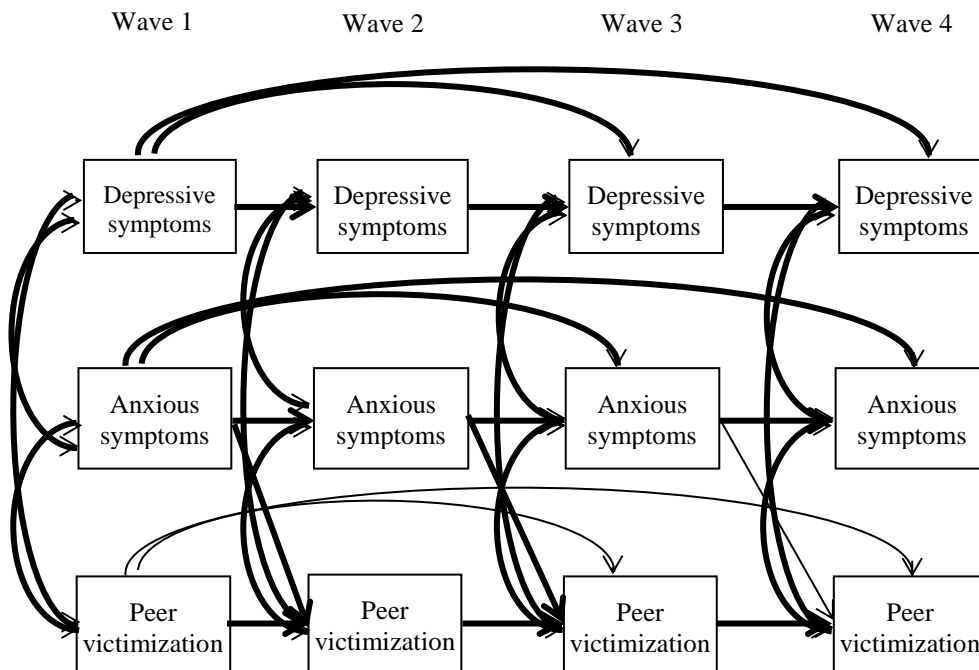 Wave 1
Wave 2
Wave 3
Wave 4
Depressive
symptoms
Depressive
symptoms
Depressive
symptoms
Depressive
symptoms
Anxious
symptoms
Anxious
symptoms
Anxious
symptoms
Anxious
symptoms
Peer
victimization
Peer
victimization
Peer
victimization
Peer
victimization